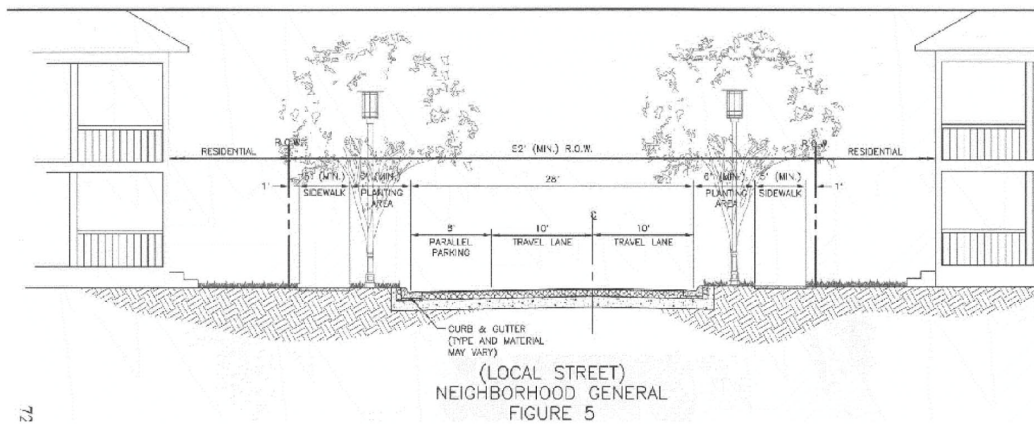 52' (MIN.) R.O.W.
R.O.W.
R.O.W.
RESIDENTIAL
RESIDENTIAL
1'
5' (MIN.)
SIDEWALK
6' (MIN.)
PLANTING
AREA
28'
6' (MIN.)
PLANTING
AREA
5' (MIN.)
SIDEWALK
1'
8'
PARALLEL
PARKING
10'
TRAVEL LANE
10'
TRAVEL LANE
CURB & GUTTER
(TYPE AND MATERIAL
MAY VARY)
(LOCAL STREET)
NEIGHBORHOOD GENERAL
FIGURE 5
72